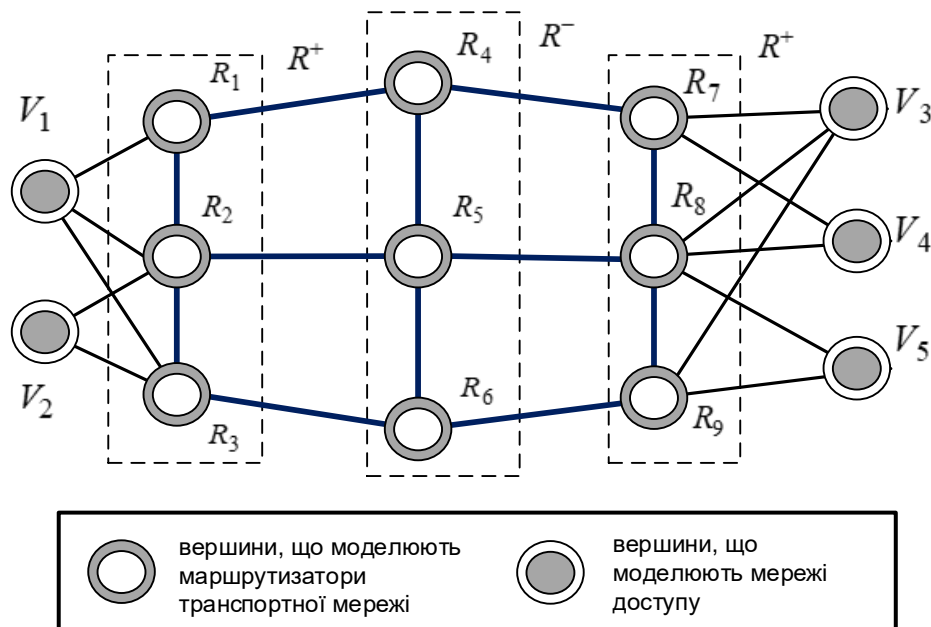 R₄
R⁻
R⁺
R⁺
R₁
R₇
V₁
V₃
R₂
R₅
R₈
V₄
V₅
V₂
R₆
R₃
R₉
вершини, що моделюють
маршрутизатори
транспортної мережі
вершини, що
моделюють мережі
доступу